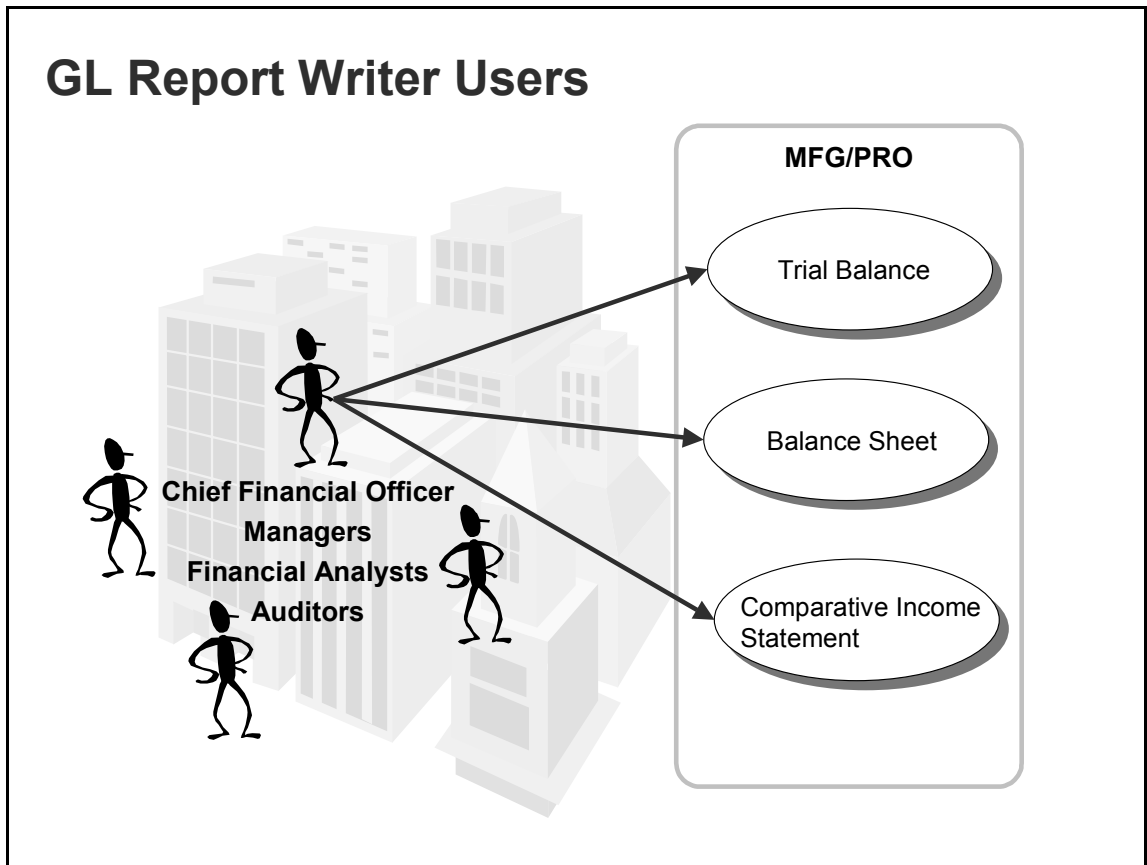 GL Report Writer Users
MFG/PRO
Trial Balance
Balance Sheet
Chief Financial Officer
Managers
Financial Analysts
Auditors
Comparative Income
Statement